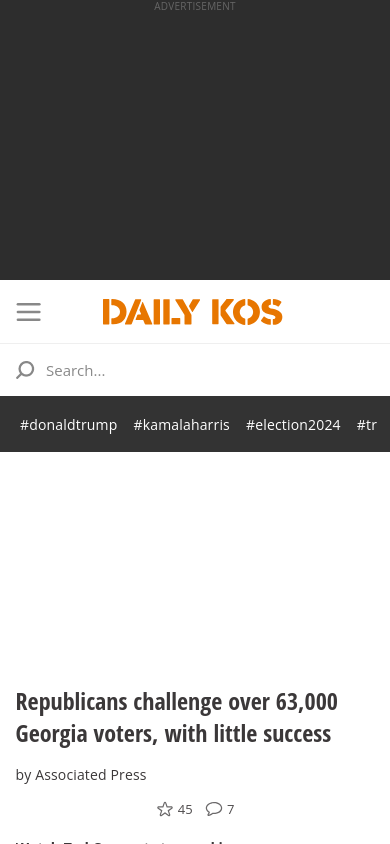 ADVERTISEMENT
DAILY KOS
Search...
#donaldtrump #kamalaharris #election2024 #tr
Republicans challenge over 63,000
Georgia voters, with little success
by Associated Press
45 7